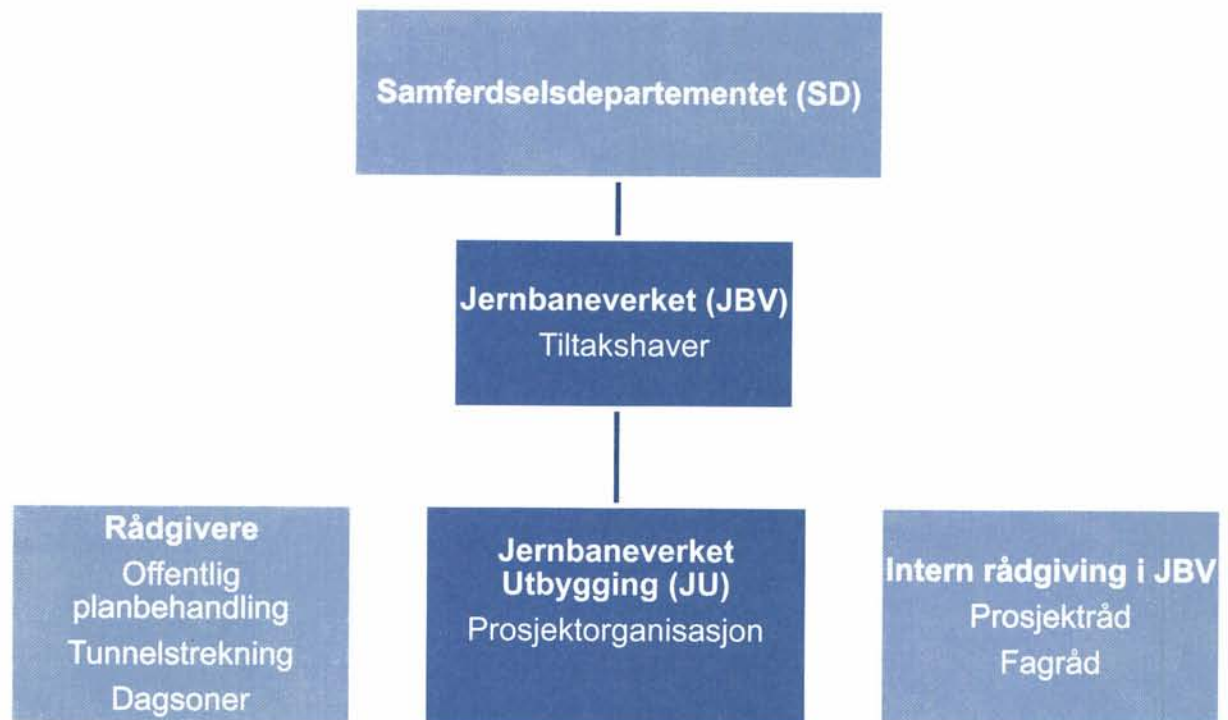 Samferdselsdepartementet (SD)
Jernbaneverket (JBV)
Tiltakshaver
Rådgivere
Offentlig
planbehandling
Tunnelstrekning
Dagsoner
Jernbaneverket
Utbygging (JU)
Prosjektorganisasjon
Intern rådgiving i JBV
Prosjektråd
Fagråd